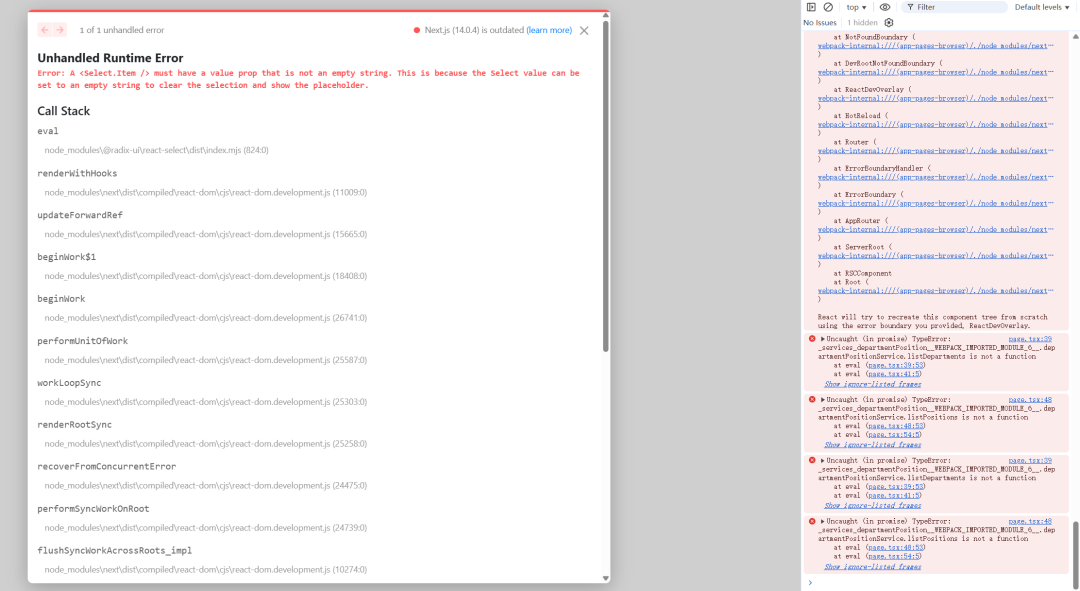 1 of 1 unhandled error
Next.js (14.0.4) is outdated (learn more)
Unhandled Runtime Error
Error: A <Select.Item /> must have a value prop that is not an empty string. This is because the Select value can be
set to an empty string to clear the selection and show the placeholder.
Call Stack
eval
node_modules\@radix-ui\react-select\dist\index.mjs (824:0)
renderWithHooks
node_modules\next\dist\compiled\react-dom\cjs\react-dom.development.js (11009:0)
updateForwardRef
node_modules\next\dist\compiled\react-dom\cjs\react-dom.development.js (15665:0)
beginWork$1
node_modules\next\dist\compiled\react-dom\cjs\react-dom.development.js (18408:0)
beginWork
node_modules\next\dist\compiled\react-dom\cjs\react-dom.development.js (26741:0)
performUnitOfWork
node_modules\next\dist\compiled\react-dom\cjs\react-dom.development.js (25587:0)
workLoopSync
node_modules\next\dist\compiled\react-dom\cjs\react-dom.development.js (25303:0)
renderRootSync
node_modules\next\dist\compiled\react-dom\cjs\react-dom.development.js (25258:0)
recoverFromConcurrentError
node_modules\next\dist\compiled\react-dom\cjs\react-dom.development.js (24475:0)
performSyncWorkOnRoot
node_modules\next\dist\compiled\react-dom\cjs\react-dom.development.js (24739:0)
flushSyncWorkAcrossRoots_impl
node_modules\next\dist\compiled\react-dom\cjs\react-dom.development.js (10274:0)
top
Filter
Default levels
No Issues
1 hidden
at NotFoundBoundary (
webpack-internal:///(app-pages-browser)/./node_modules/next…
)
at DevRootNotFoundBoundary (
webpack-internal:///(app-pages-browser)/./node_modules/next…
)
at ReactDevOverlay (
webpack-internal:///(app-pages-browser)/./node_modules/next…
)
at HotReload (
webpack-internal:///(app-pages-browser)/./node_modules/next…
)
at Router (
webpack-internal:///(app-pages-browser)/./node_modules/next…
)
at ErrorBoundaryHandler (
webpack-internal:///(app-pages-browser)/./node_modules/next…
)
at ErrorBoundary (
webpack-internal:///(app-pages-browser)/./node_modules/next…
)
at AppRouter (
webpack-internal:///(app-pages-browser)/./node_modules/next…
)
at ServerRoot (
webpack-internal:///(app-pages-browser)/./node_modules/next…
)
at RSCComponent
at Root (
webpack-internal:///(app-pages-browser)/./node_modules/next…
)
React will try to recreate this component tree from scratch
using the error boundary you provided, ReactDevOverlay.
Uncaught (in promise) TypeError: page.tsx:39
_services_departmentPosition__WEBPACK_IMPORTED_MODULE_6__.dep
artmentPositionService.listDepartments is not a function
at eval (page.tsx:39:53)
at eval (page.tsx:41:5)
Show ignore-listed frames
Uncaught (in promise) TypeError: page.tsx:48
_services_departmentPosition__WEBPACK_IMPORTED_MODULE_6__.dep
artmentPositionService.listPositions is not a function
at eval (page.tsx:48:53)
at eval (page.tsx:54:5)
Show ignore-listed frames
Uncaught (in promise) TypeError: page.tsx:39
_services_departmentPosition__WEBPACK_IMPORTED_MODULE_6__.dep
artmentPositionService.listDepartments is not a function
at eval (page.tsx:39:53)
at eval (page.tsx:41:5)
Show ignore-listed frames
Uncaught (in promise) TypeError: page.tsx:48
_services_departmentPosition__WEBPACK_IMPORTED_MODULE_6__.dep
artmentPositionService.listPositions is not a function
at eval (page.tsx:48:53)
at eval (page.tsx:54:5)
Show ignore-listed frames